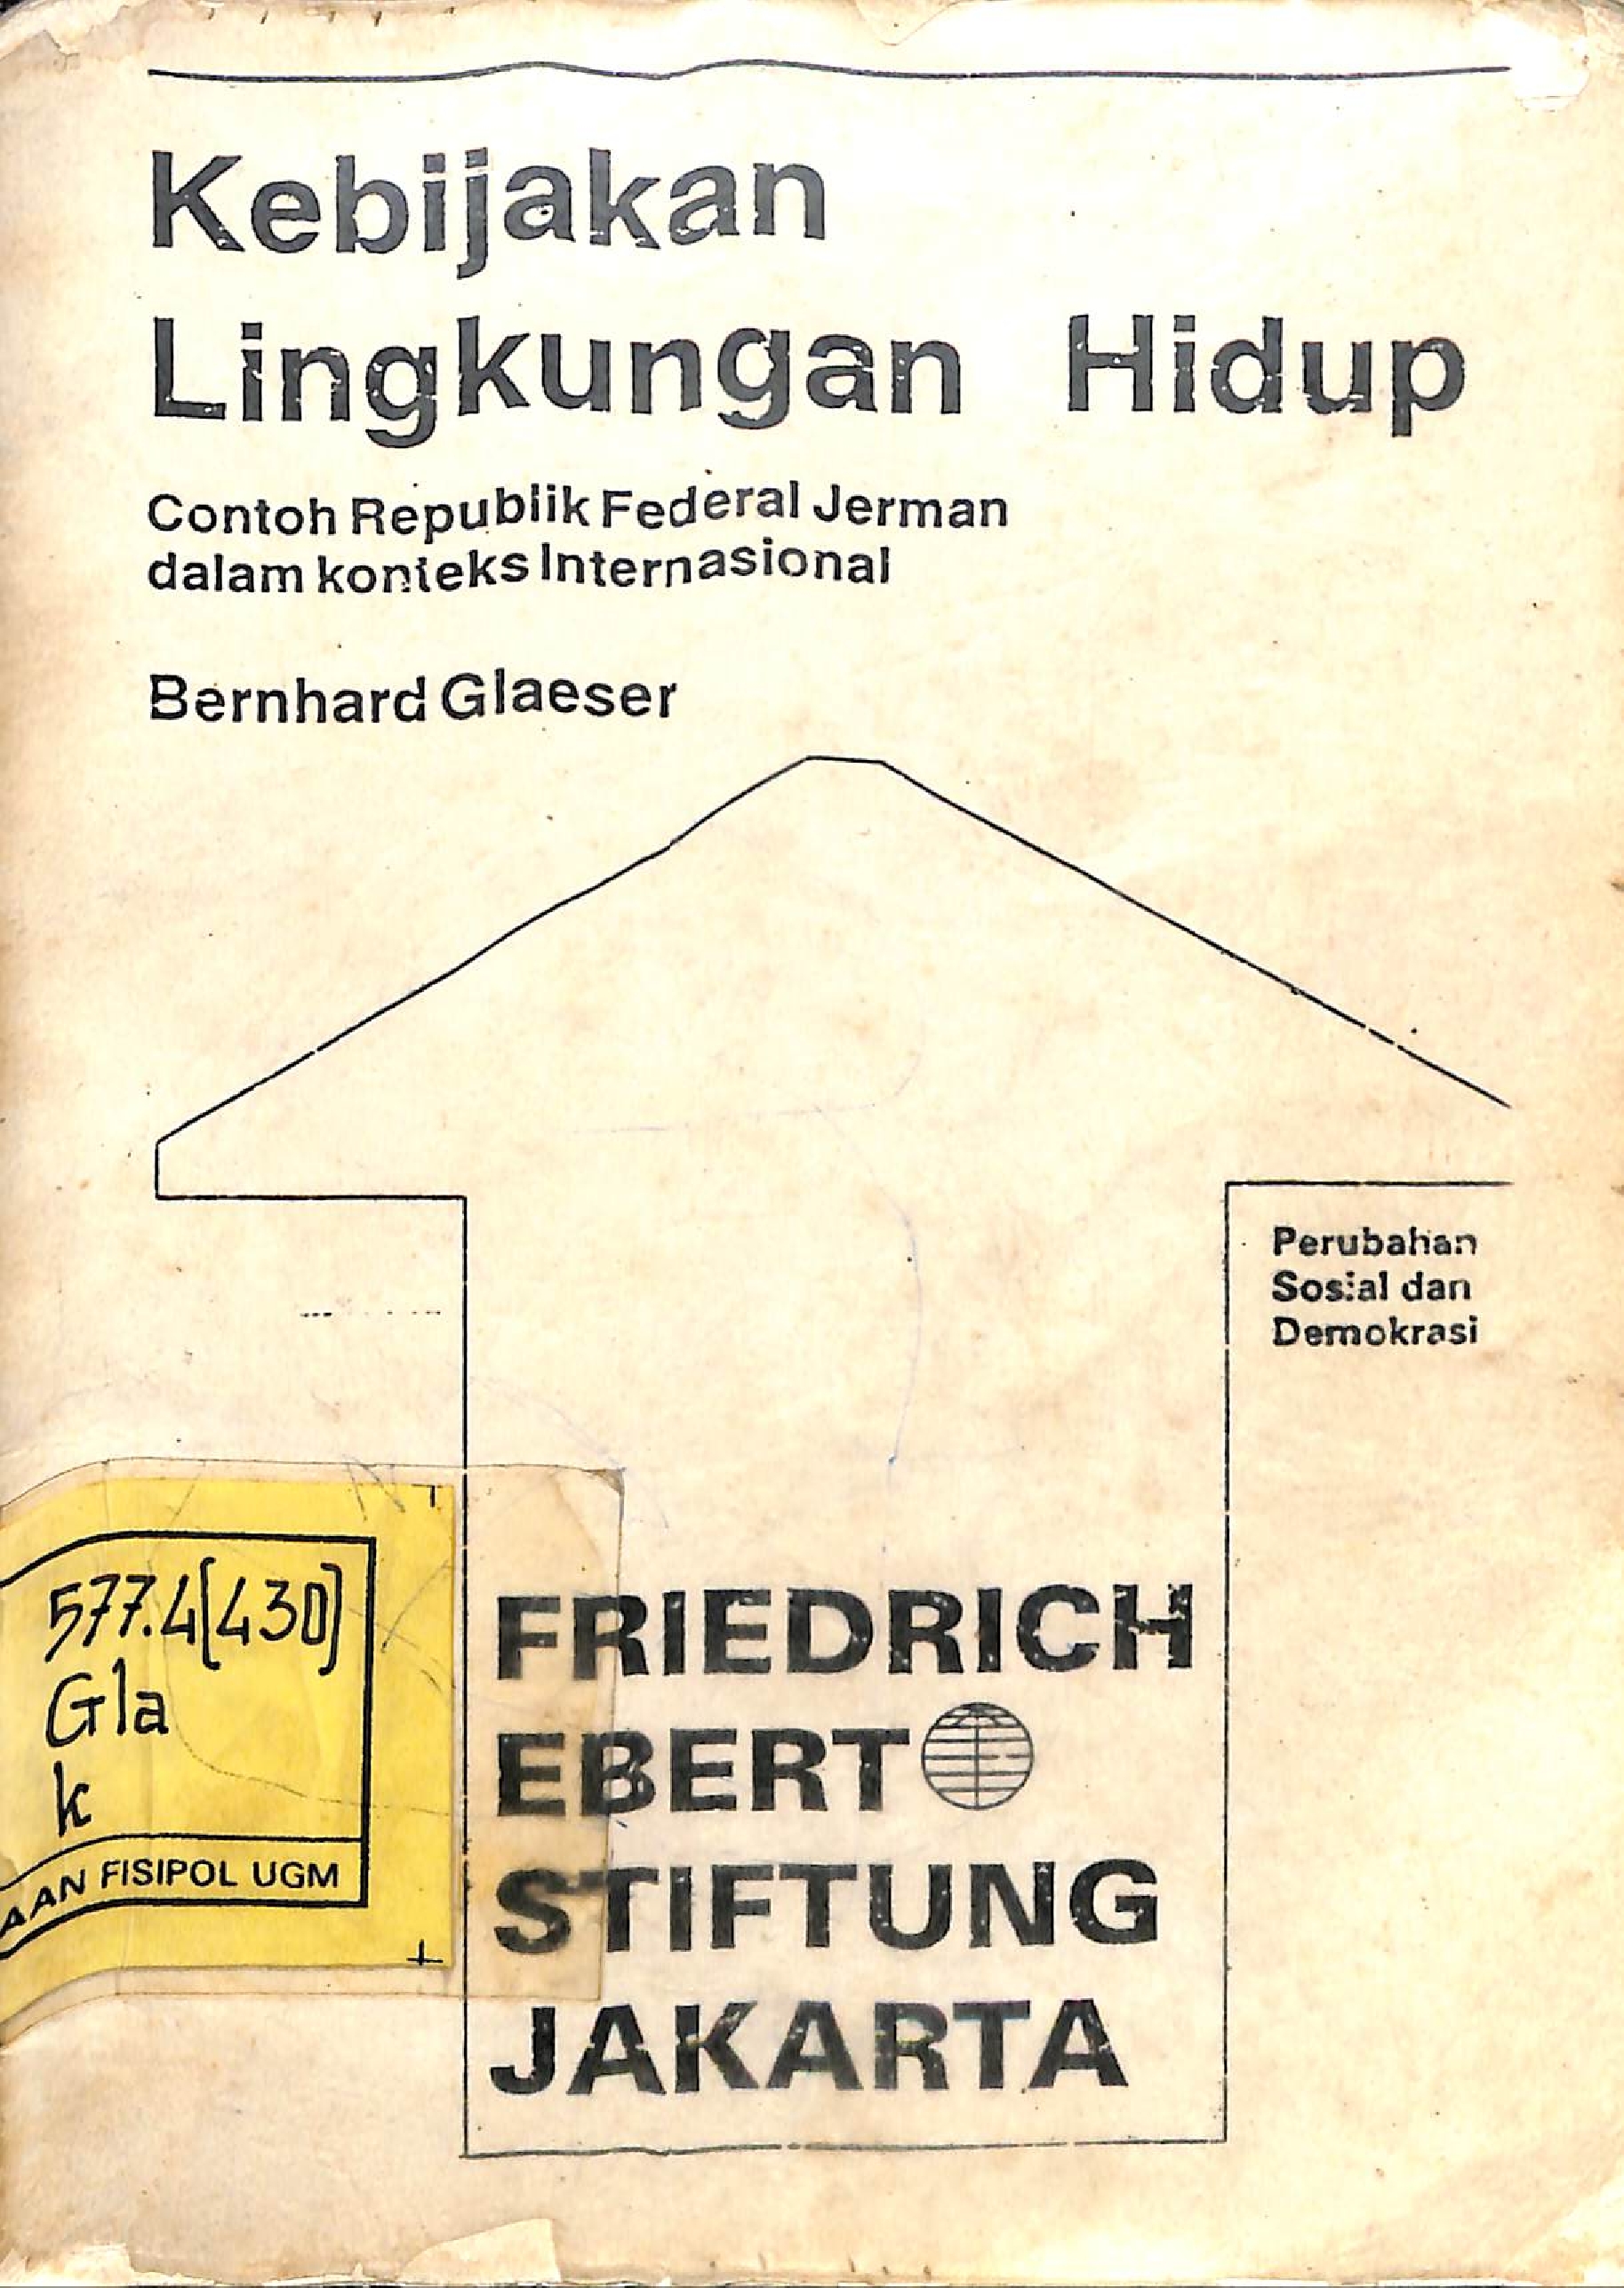 Kebijakan
Lingkungan Hidup
Contoh Republik Federal Jerman
dalam konteks Internasional
Bernhard Glaeser
Perubahan
Sosial dan
Demokrasi
577.4(430)
Gla
k
AAN FISIPOL UGM
FRIEDRICH
EBERT
STIFTUNG
JAKARTA